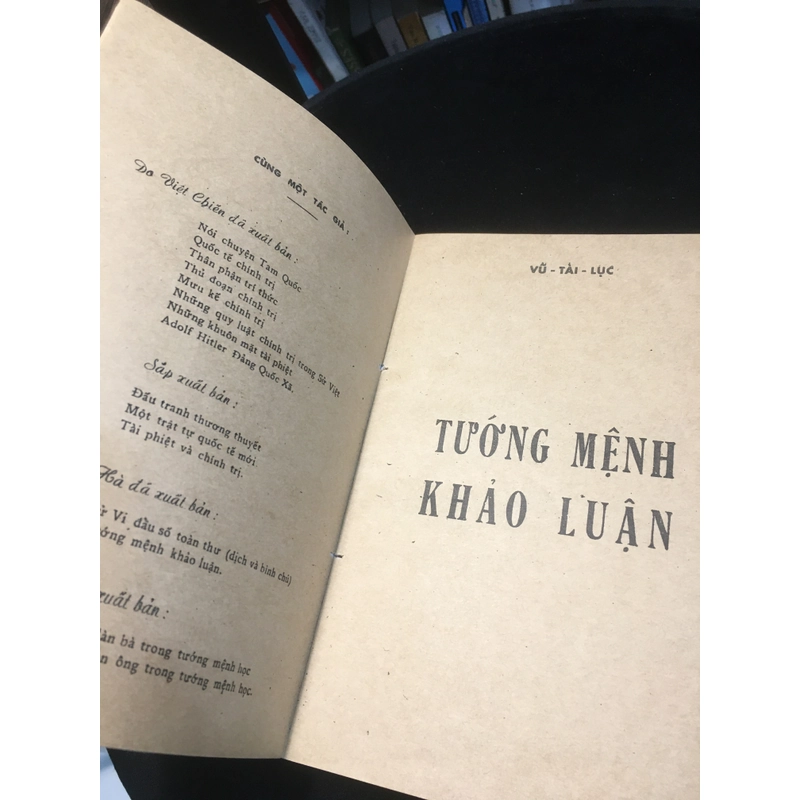 CÙNG MỘT TÁC GIẢ :
Do Việt Chiến đã xuất bản :
Nói chuyện Tam Quốc
Quốc tế chính trị
Thân phận trí thức
Thủ đoạn chính trị
Mưu kế chính trị
Những quy luật chính trị trong Sử Việt
Những khuôn mặt tài phiệt
Adolf Hitler Đảng Quốc Xã.
Sắp xuất bản :
Đấu tranh thương thuyết
Một trật tự quốc tế mới
Tài phiệt và chính trị.
Hà đã xuất bản :
Vi đẩu số toàn thư (dịch và bình chú)
mệnh khảo luận.
xuất bản :
bà trong tướng mệnh học
ông trong tướng mệnh học.
VŨ - TÀI - LỤC
TƯỚNG MỆNH
KHẢO LUẬN